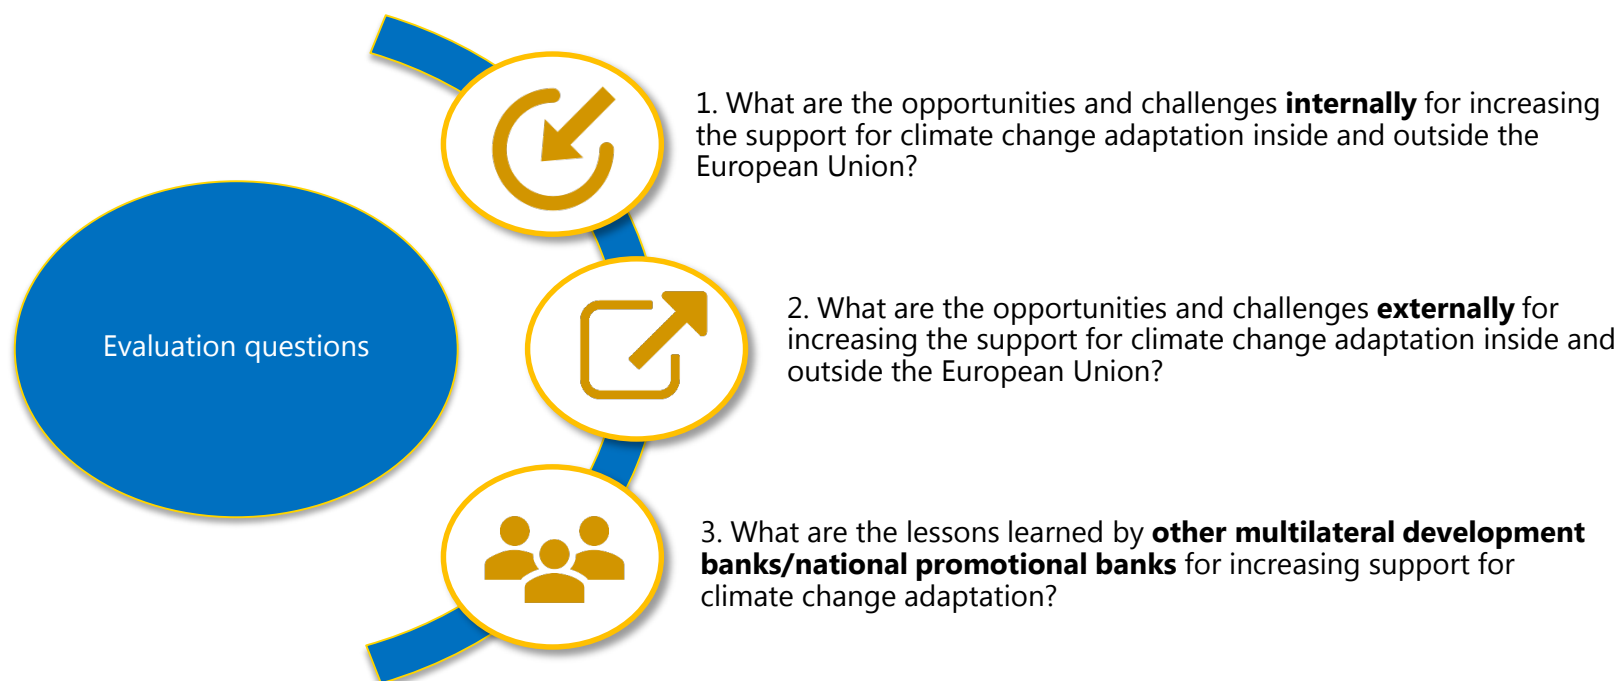 Evaluation questions
1. What are the opportunities and challenges internally for increasing
the support for climate change adaptation inside and outside the
European Union?
2. What are the opportunities and challenges externally for
increasing the support for climate change adaptation inside and
outside the European Union?
3. What are the lessons learned by other multilateral development
banks/national promotional banks for increasing support for
climate change adaptation?